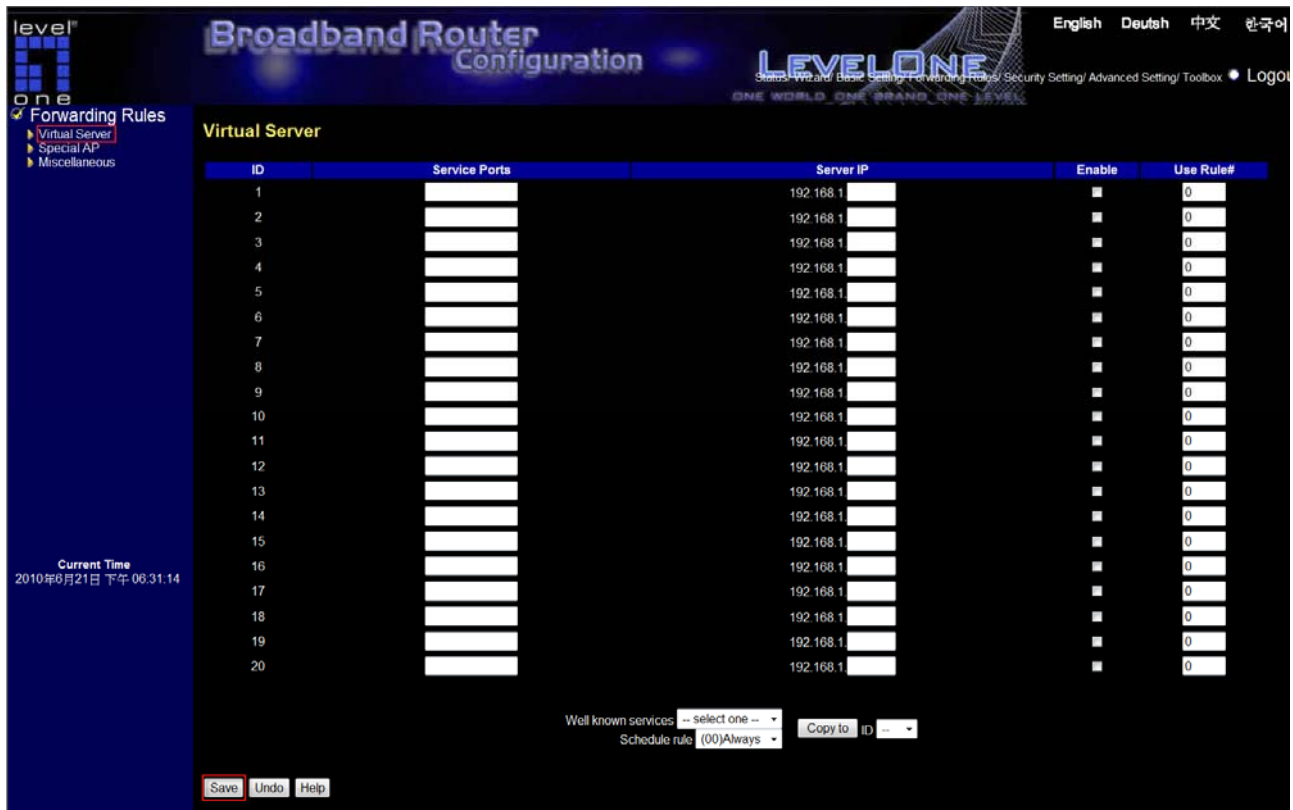 level
one
Broadband Router
Configuration
LEVELONE
ONE WORLD_ONE BRAND_ONE LEVEL
English Deutsh 中文 한국어
Status/ Wizard/ Basic Setting/ Forwarding Rules/ Security Setting/ Advanced Setting/ Toolbox Logou
Forwarding Rules
Virtual Server
Special AP
Miscellaneous
Current Time
2010年6月21日 下午 06:31:14
Virtual Server
ID Service Ports Server IP Enable Use Rule#
1 192.168.1. 0
2 192.168.1. 0
3 192.168.1. 0
4 192.168.1. 0
5 192.168.1. 0
6 192.168.1. 0
7 192.168.1. 0
8 192.168.1. 0
9 192.168.1. 0
10 192.168.1. 0
11 192.168.1. 0
12 192.168.1. 0
13 192.168.1. 0
14 192.168.1. 0
15 192.168.1. 0
16 192.168.1. 0
17 192.168.1. 0
18 192.168.1. 0
19 192.168.1. 0
20 192.168.1. 0
Well known services -- select one -- Copy to ID --
Schedule rule (00)Always
Save Undo Help